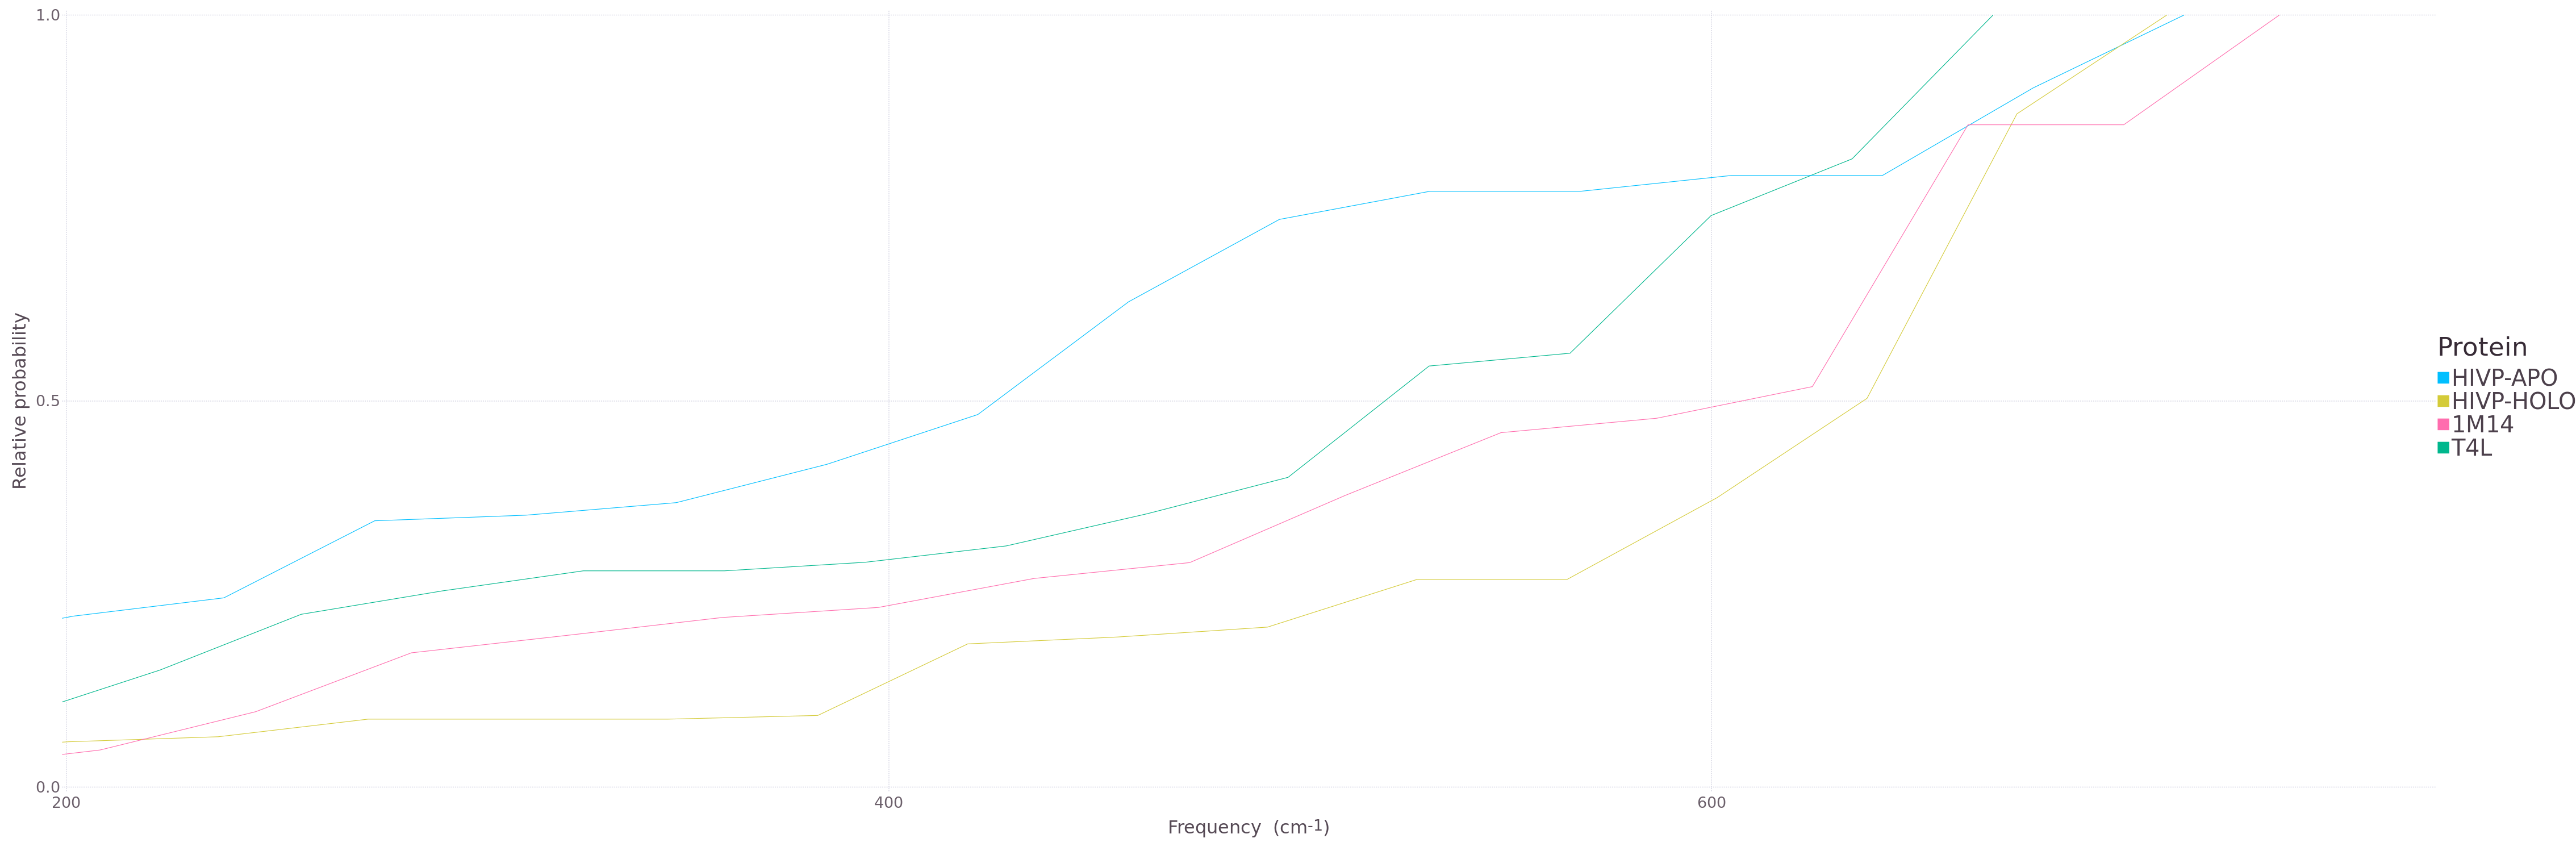 1.0
0.5
0.0
Relative probability
200 400 600
Frequency (cm-1)
Protein
HIVP-APO
HIVP-HOLO
1M14
T4L